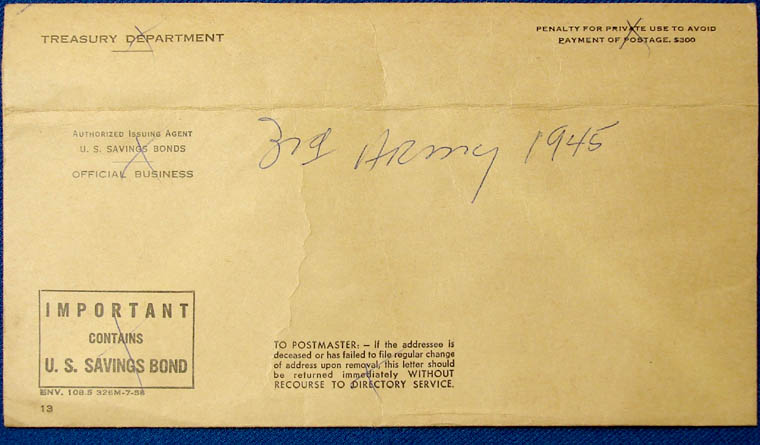 TREASURY DEPARTMENT
PENALTY FOR PRIVATE USE TO AVOID
PAYMENT OF POSTAGE, $300
AUTHORIZED ISSUING AGENT
U. S. SAVINGS BONDS
OFFICIAL BUSINESS
3rd ARmy 1945
IMPORTANT
CONTAINS
U. S. SAVINGS BOND
ENV. 108.5 326M-7-58
13
TO POSTMASTER: – If the addressee is
deceased or has failed to file regular change
of address upon removal, this letter should
be returned immediately WITHOUT
RECOURSE TO DIRECTORY SERVICE.